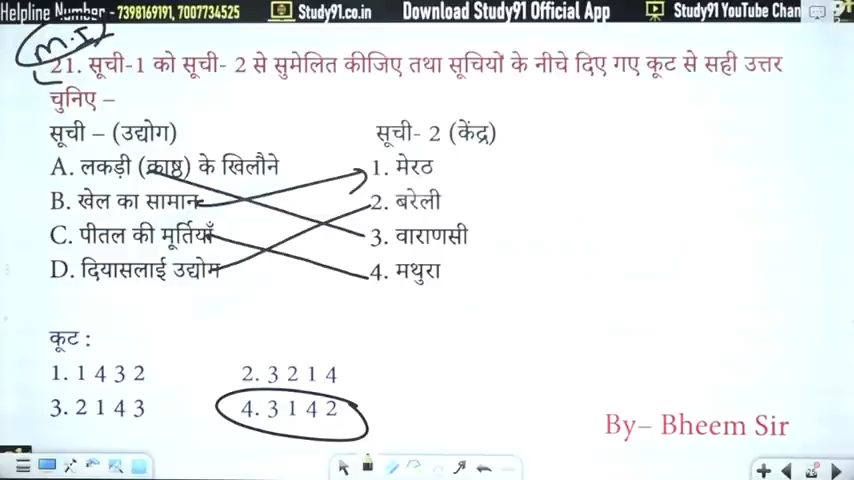 Helpline Number - 7398169191, 7007734525 Study91.co.in Download Study91 Official App Study91 YouTube Chan
M.I
21. सूची-1 को सूची- 2 से सुमेलित कीजिए तथा सूचियों के नीचे दिए गए कूट से सही उत्तर
चुनिए –
सूची – (उद्योग) सूची- 2 (केंद्र)
A. लकड़ी (काष्ठ) के खिलौने 1. मेरठ
B. खेल का सामान 2. बरेली
C. पीतल की मूर्तियाँ 3. वाराणसी
D. दियासलाई उद्योग 4. मथुरा
कूट :
1. 1 4 3 2 2. 3 2 1 4
3. 2 1 4 3 4. 3 1 4 2
By– Bheem Sir